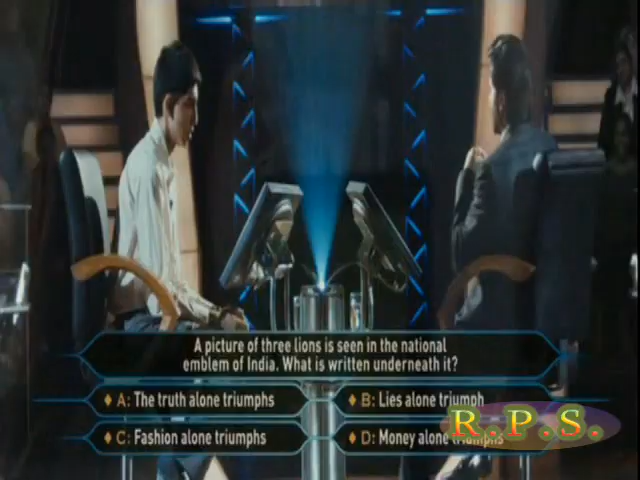 A picture of three lions is seen in the national
emblem of India. What is written underneath it?
A: The truth alone triumphs
B: Lies alone triumph
C: Fashion alone triumphs
D: Money alone triumphs
R.P.S.